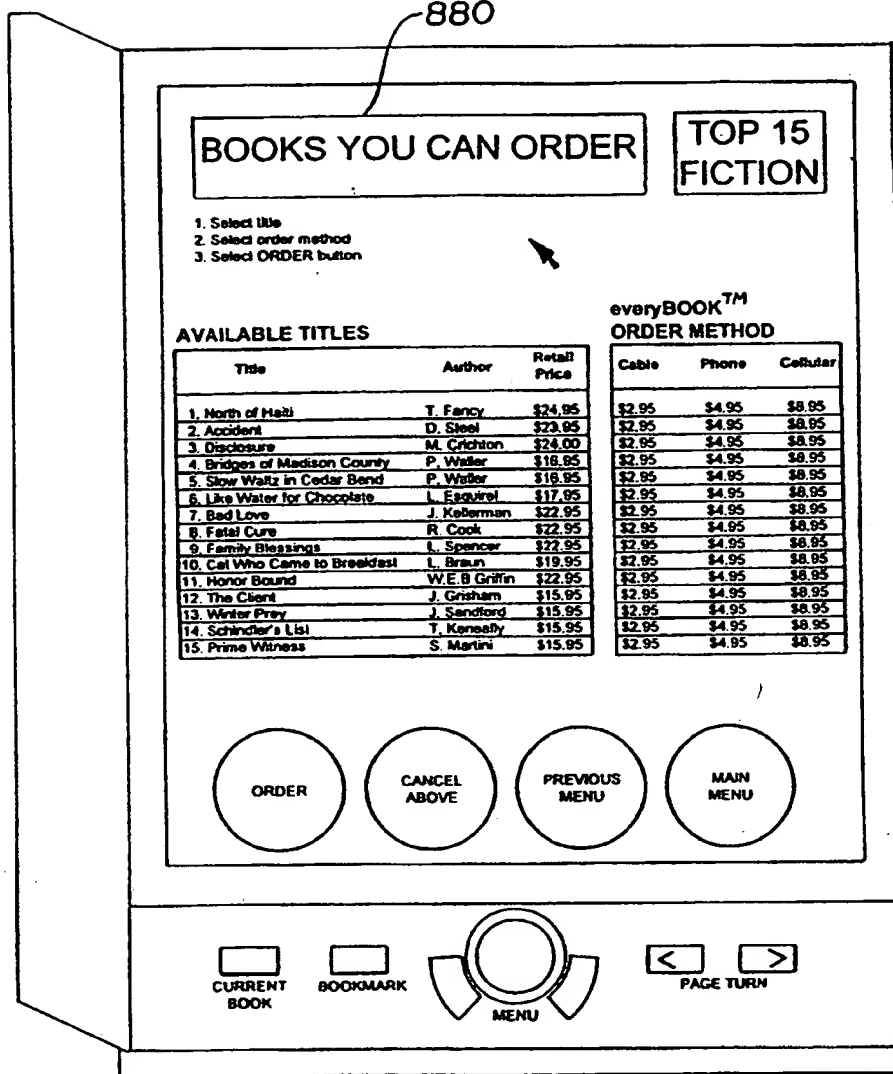 880
BOOKS YOU CAN ORDER
TOP 15
FICTION
1. Select title
2. Select order method
3. Select ORDER button
everyBOOK™
AVAILABLE TITLES
ORDER METHOD
Title Author Retail Price Cable Phone Cellular
1. North of Haiti T. Fancy $24.95 $2.95 $4.95 $8.95
2. Accident D. Steel $23.95 $2.95 $4.95 $8.95
3. Disclosure M. Crichton $24.00 $2.95 $4.95 $8.95
4. Bridges of Madison County P. Waller $16.95 $2.95 $4.95 $8.95
5. Slow Waltz in Cedar Bend P. Waller $16.95 $2.95 $4.95 $8.95
6. Like Water for Chocolate L. Esquirel $17.95 $2.95 $4.95 $8.95
7. Bad Love J. Kellerman $22.95 $2.95 $4.95 $8.95
8. Fatal Cure R. Cook $22.95 $2.95 $4.95 $8.95
9. Family Blessings L. Spencer $22.95 $2.95 $4.95 $8.95
10. Cat Who Came to Breakfast L. Braun $19.95 $2.95 $4.95 $8.95
11. Honor Bound W.E.B Griffin $22.95 $2.95 $4.95 $8.95
12. The Client J. Grisham $15.95 $2.95 $4.95 $8.95
13. Winter Prey J. Sandford $15.95 $2.95 $4.95 $8.95
14. Schindler's List T. Keneally $15.95 $2.95 $4.95 $8.95
15. Prime Witness S. Martini $15.95 $2.95 $4.95 $8.95
ORDER
CANCEL
ABOVE
PREVIOUS
MENU
MAIN
MENU
CURRENT
BOOK
BOOKMARK
MENU
< >
PAGE TURN